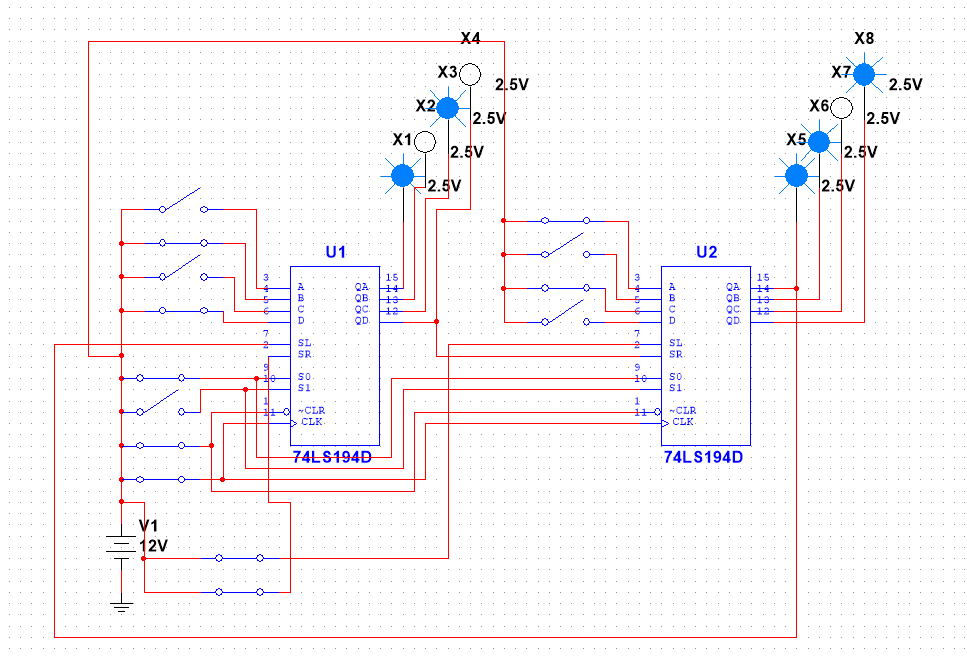 X4
X8
X3
2.5V
X7
2.5V
X2
2.5V
X6
2.5V
X1
2.5V
X5
2.5V
2.5V
2.5V
U1
U2
3
A
QA
15
4
B
QB
14
5
C
QC
13
6
D
QD
12
7
SL
2
SR
9
S0
10
S1
1
~CLR
11
CLK
74LS194D
3
A
QA
15
4
B
QB
14
5
C
QC
13
6
D
QD
12
7
SL
2
SR
9
S0
10
S1
1
~CLR
11
CLK
74LS194D
V1
12V